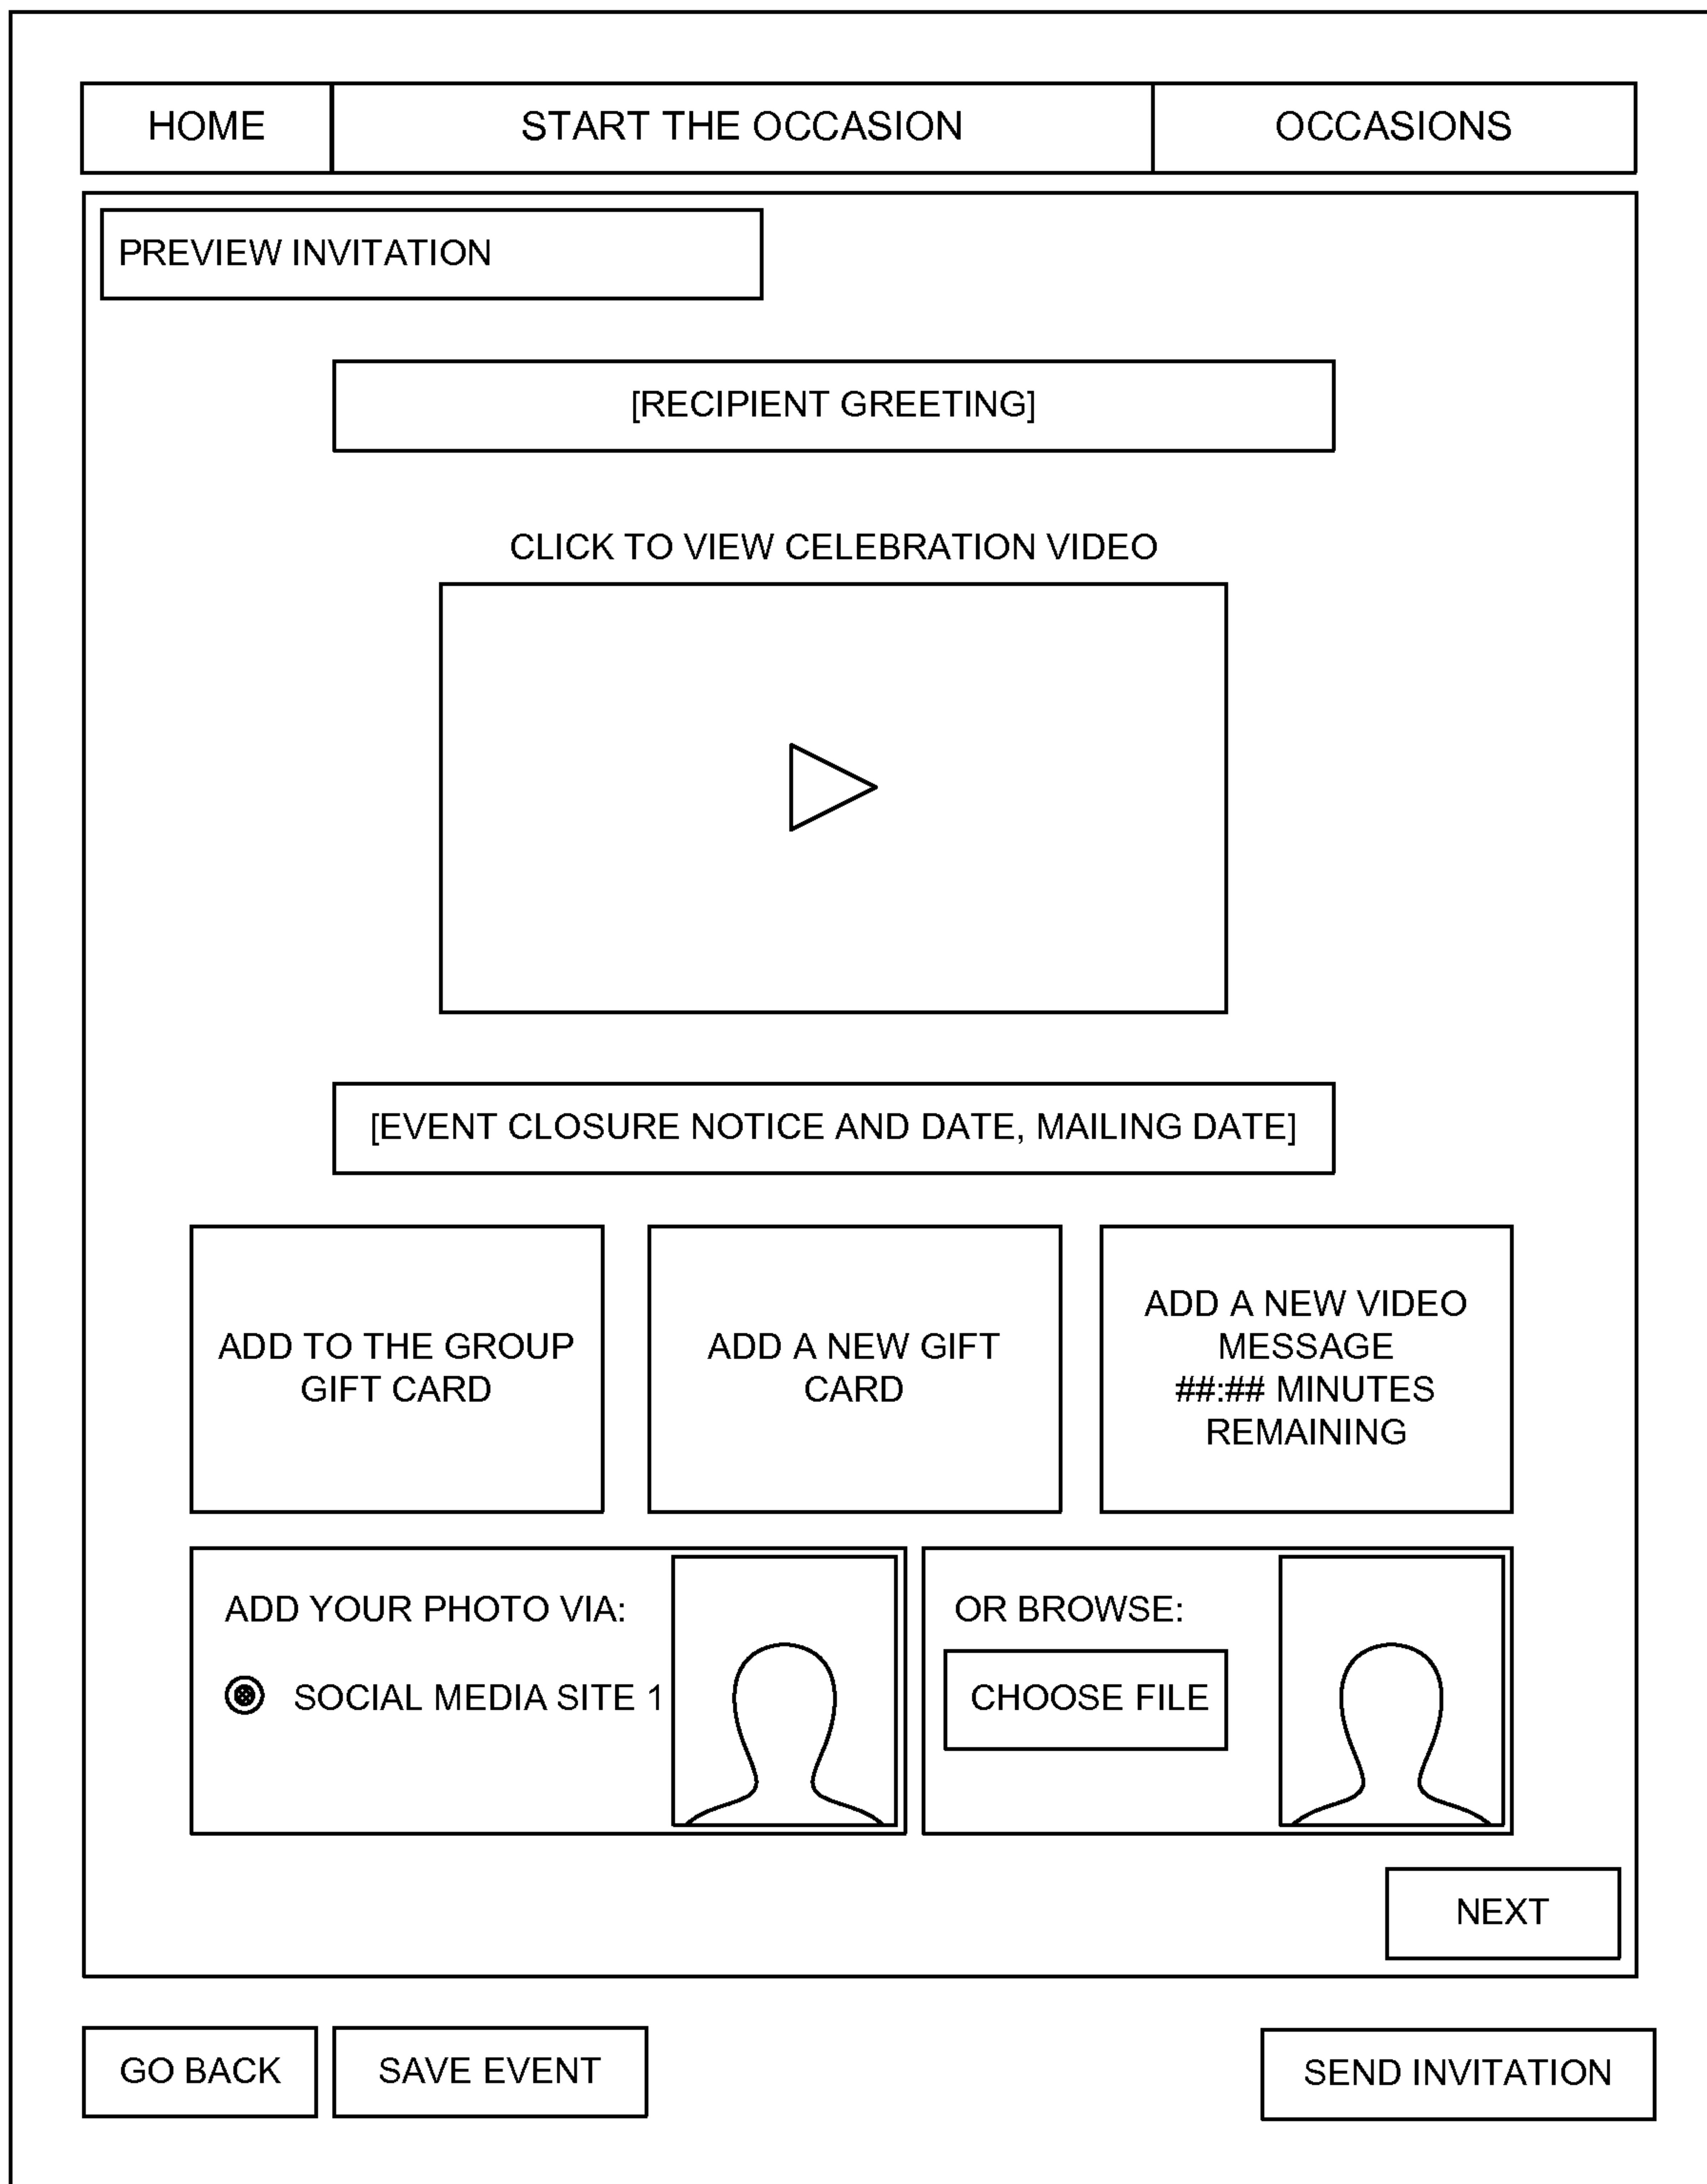 HOME START THE OCCASION OCCASIONS
PREVIEW INVITATION
[RECIPIENT GREETING]
CLICK TO VIEW CELEBRATION VIDEO
[EVENT CLOSURE NOTICE AND DATE, MAILING DATE]
ADD TO THE GROUP
GIFT CARD
ADD A NEW GIFT
CARD
ADD A NEW VIDEO
MESSAGE
##:## MINUTES
REMAINING
ADD YOUR PHOTO VIA:
SOCIAL MEDIA SITE 1
OR BROWSE:
CHOOSE FILE
NEXT
GO BACK SAVE EVENT SEND INVITATION